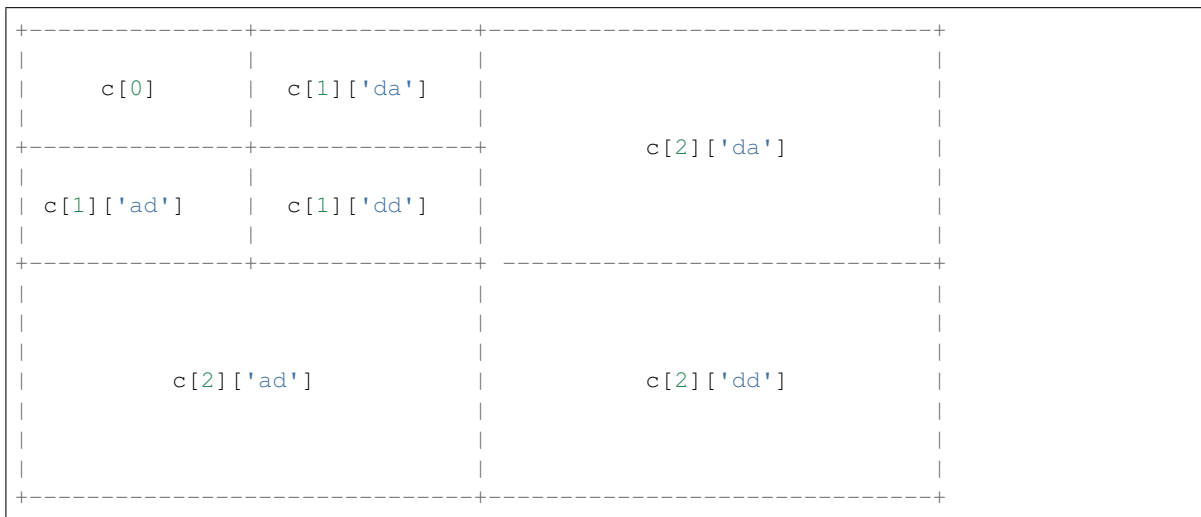 +---------------+---------------+-------------------------------+
|               |               |                               |
|     c[0]      |  c[1]['da']   |                               |
|               |               |                               |
+---------------+---------------+           c[2]['da']          |
|               |               |                               |
| c[1]['ad']    |  c[1]['dd']   |                               |
|               |               |                               |
+---------------+---------------+ ------------------------------+
|                               |                               |
|                               |                               |
|                               |                               |
|          c[2]['ad']           |           c[2]['dd']          |
|                               |                               |
|                               |                               |
|                               |                               |
+-------------------------------+-------------------------------+